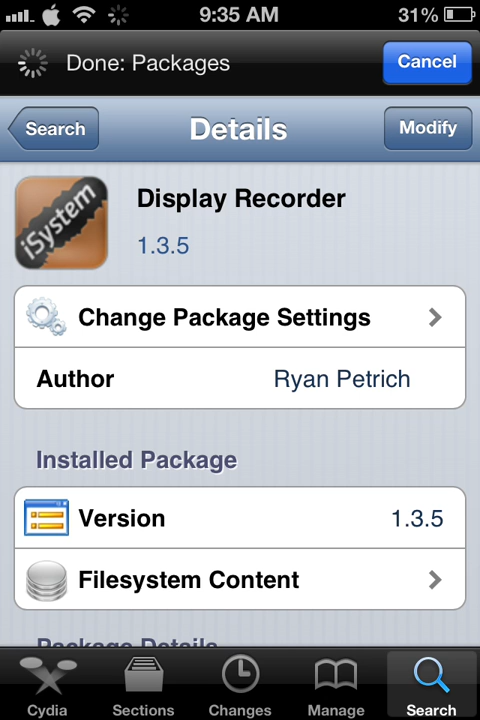 9:35 AM 31%
Done: Packages Cancel
Search Details Modify
iSystem
Display Recorder
1.3.5
Change Package Settings
Author Ryan Petrich
Installed Package
Version 1.3.5
Filesystem Content
Package Details
Cydia Sections Changes Manage Search